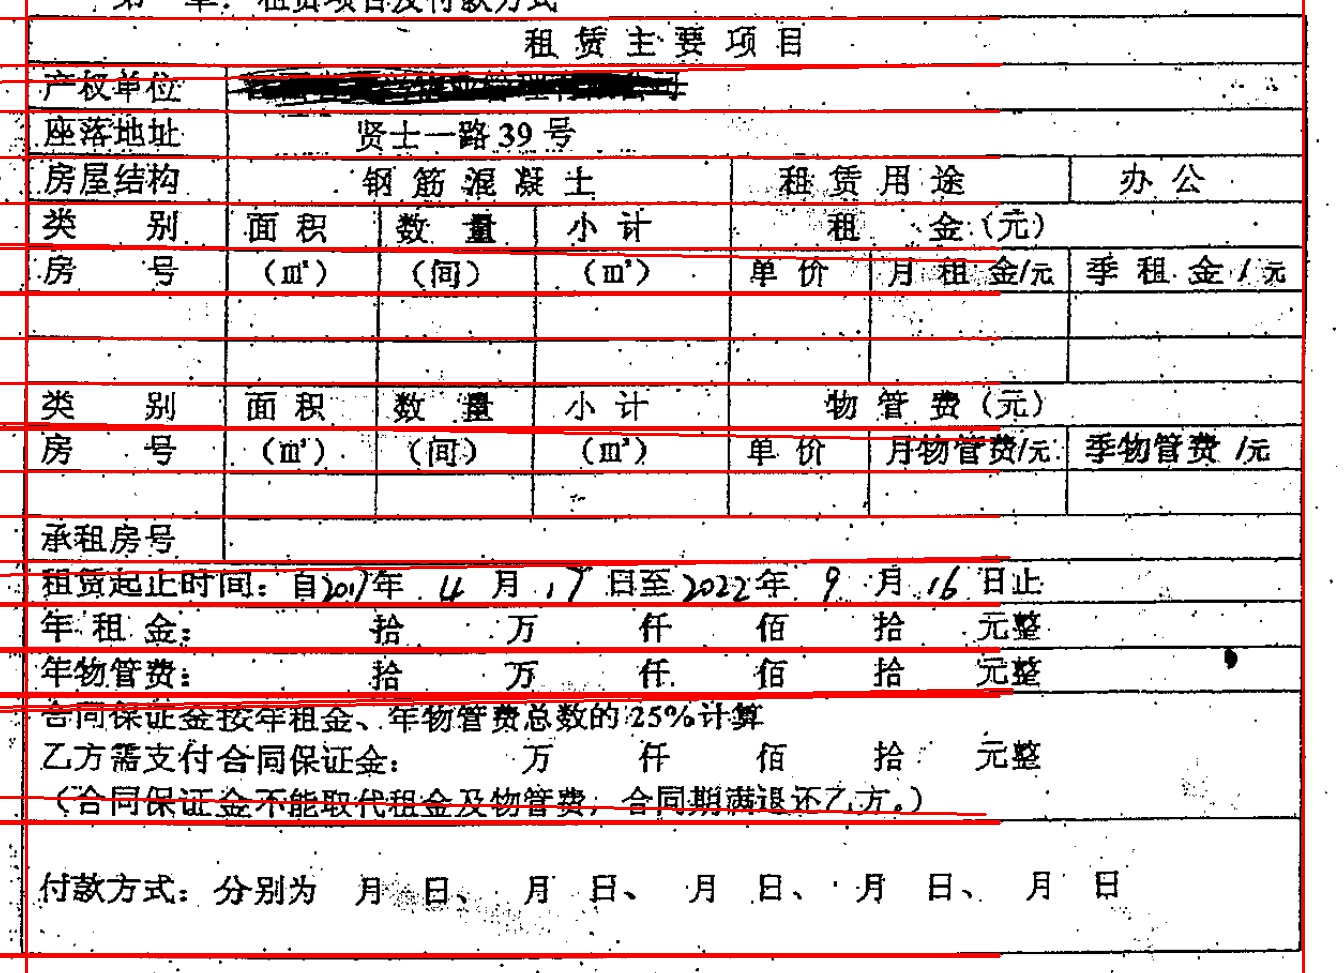 第一章：租赁项目及付款方式
租赁主要项目
产权单位
座落地址 贤士一路39号
房屋结构 钢筋混凝土 租赁用途 办公
类别 面积 数量 小计 租金(元)
房号 (㎡) (间) (㎡) 单价 月租金/元 季租金/元
类别 面积 数量 小计 物管费(元)
房号 (㎡) (间) (㎡) 单价 月物管费/元 季物管费/元
承租房号
租赁起止时间：自2017年4月17日至2022年9月16日止
年租金： 拾 万 仟 佰 拾 元整
年物管费： 拾 万 仟 佰 拾 元整
合同保证金按年租金、年物管费总数的25%计算
乙方需支付合同保证金： 万 仟 佰 拾 元整
（合同保证金不能取代租金及物管费，合同期满退还乙方。）
付款方式：分别为 月 日、 月 日、 月 日、 月 日、 月 日